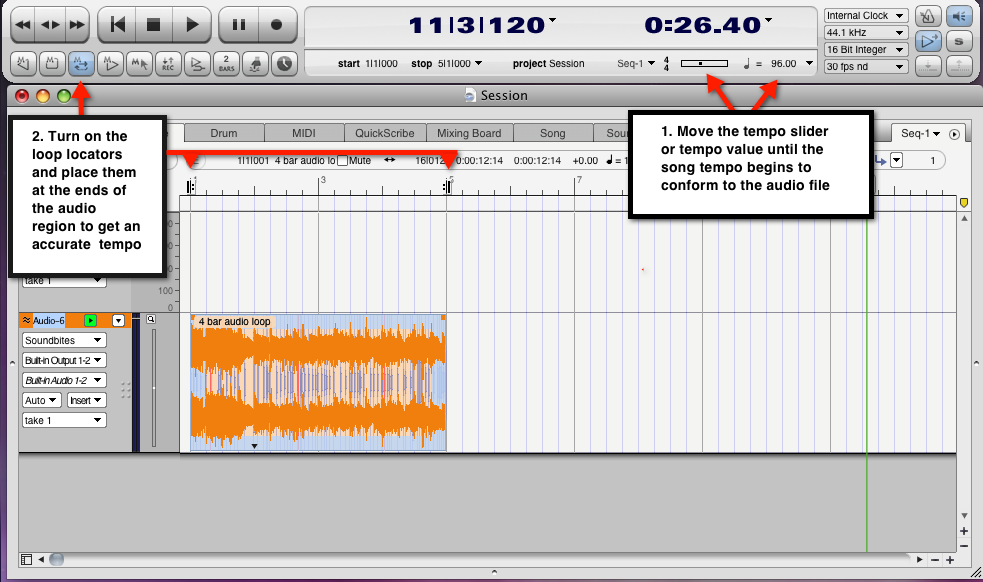 11|3|120
0:26.40
Internal Clock
44.1 kHz
16 Bit Integer
30 fps nd
S
REC
2 BARS
start 1|1|000 stop 5|1|000 project Session Seq-1 4 4 = 96.00
Session
Drum MIDI QuickScribe Mixing Board Song Seq-1
1|1|001 4 bar audio lo Mute 0:00:12:14 0:00:12:14 +0.00 1
2. Turn on the
loop locators
and place them
at the ends of
the audio
region to get an
accurate tempo
1. Move the tempo slider
or tempo value until the
song tempo begins to
conform to the audio file
1 3 5 7
take 1
100
0
Audio-6
4 bar audio loop
Soundbites
Built-in Output 1-2
Built-in Audio 1-2
Auto Insert
take 1